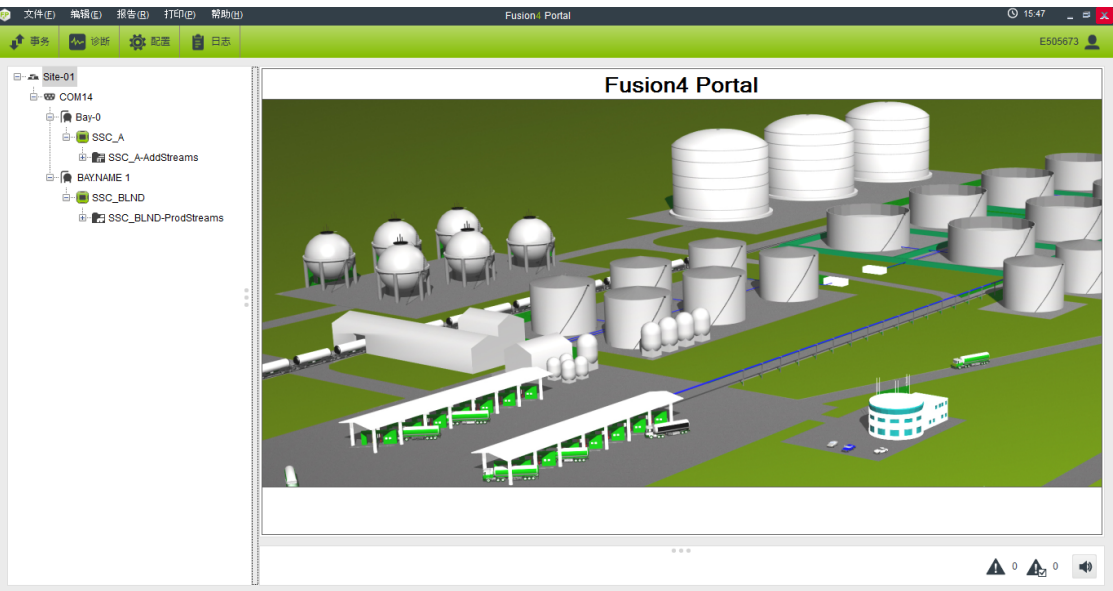 FP 文件(F) 编辑(E) 报告(R) 打印(P) 帮助(H) Fusion4 Portal 15:47
事务 诊断 配置 日志 E505673
Site-01
COM14
Bay-0
SSC_A
SSC_A-AddStreams
BAY.NAME 1
SSC_BLND
SSC_BLND-ProdStreams
Fusion4 Portal
0 0